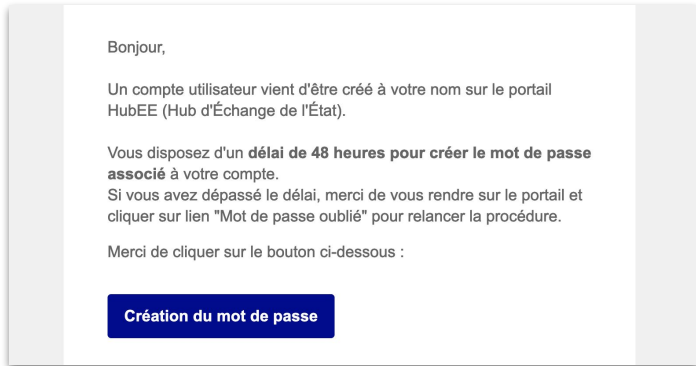 Bonjour,
Un compte utilisateur vient d'être créé à votre nom sur le portail
HubEE (Hub d'Échange de l'État).
Vous disposez d'un délai de 48 heures pour créer le mot de passe
associé à votre compte.
Si vous avez dépassé le délai, merci de vous rendre sur le portail et
cliquer sur lien "Mot de passe oublié" pour relancer la procédure.
Merci de cliquer sur le bouton ci-dessous :
Création du mot de passe